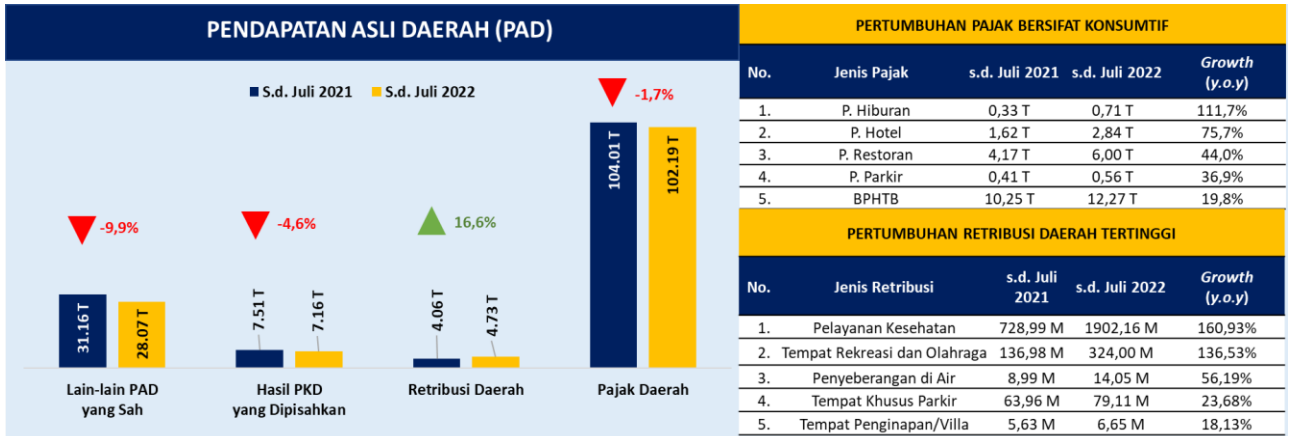 PENDAPATAN ASLI DAERAH (PAD)
S.d. Juli 2021 S.d. Juli 2022
-1,7%
104.01 T 102.19 T
-9,9% -4,6% 16,6%
31.16 T 28.07 T 7.51 T 7.16 T 4.06 T 4.73 T
Lain-lain PAD
yang Sah
Hasil PKD
yang Dipisahkan
Retribusi Daerah
Pajak Daerah
PERTUMBUHAN PAJAK BERSIFAT KONSUMTIF
No. Jenis Pajak s.d. Juli 2021 s.d. Juli 2022 Growth
(y.o.y)
1. P. Hiburan 0,33 T 0,71 T 111,7%
2. P. Hotel 1,62 T 2,84 T 75,7%
3. P. Restoran 4,17 T 6,00 T 44,0%
4. P. Parkir 0,41 T 0,56 T 36,9%
5. BPHTB 10,25 T 12,27 T 19,8%
PERTUMBUHAN RETRIBUSI DAERAH TERTINGGI
No. Jenis Retribusi s.d. Juli
2021 s.d. Juli 2022 Growth
(y.o.y)
1. Pelayanan Kesehatan 728,99 M 1902,16 M 160,93%
2. Tempat Rekreasi dan Olahraga 136,98 M 324,00 M 136,53%
3. Penyeberangan di Air 8,99 M 14,05 M 56,19%
4. Tempat Khusus Parkir 63,96 M 79,11 M 23,68%
5. Tempat Penginapan/Villa 5,63 M 6,65 M 18,13%